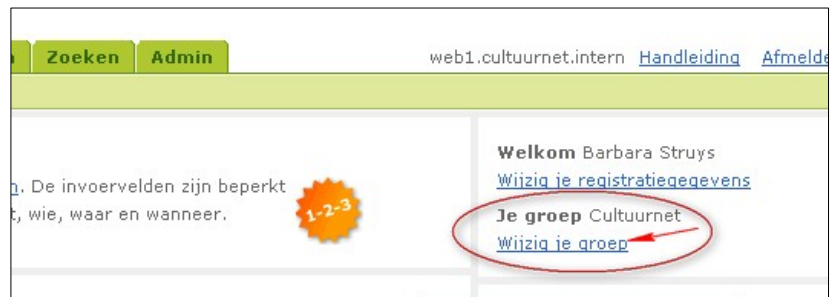 Zoeken Admin web1.cultuurnet.intern Handleiding Afmelde
Welkom Barbara Struys
. De invoervelden zijn beperkt
Wijzig je registratiegegevens
, wie, waar en wanneer.
1-2-3
Je groep Cultuurnet
Wijzig je groep